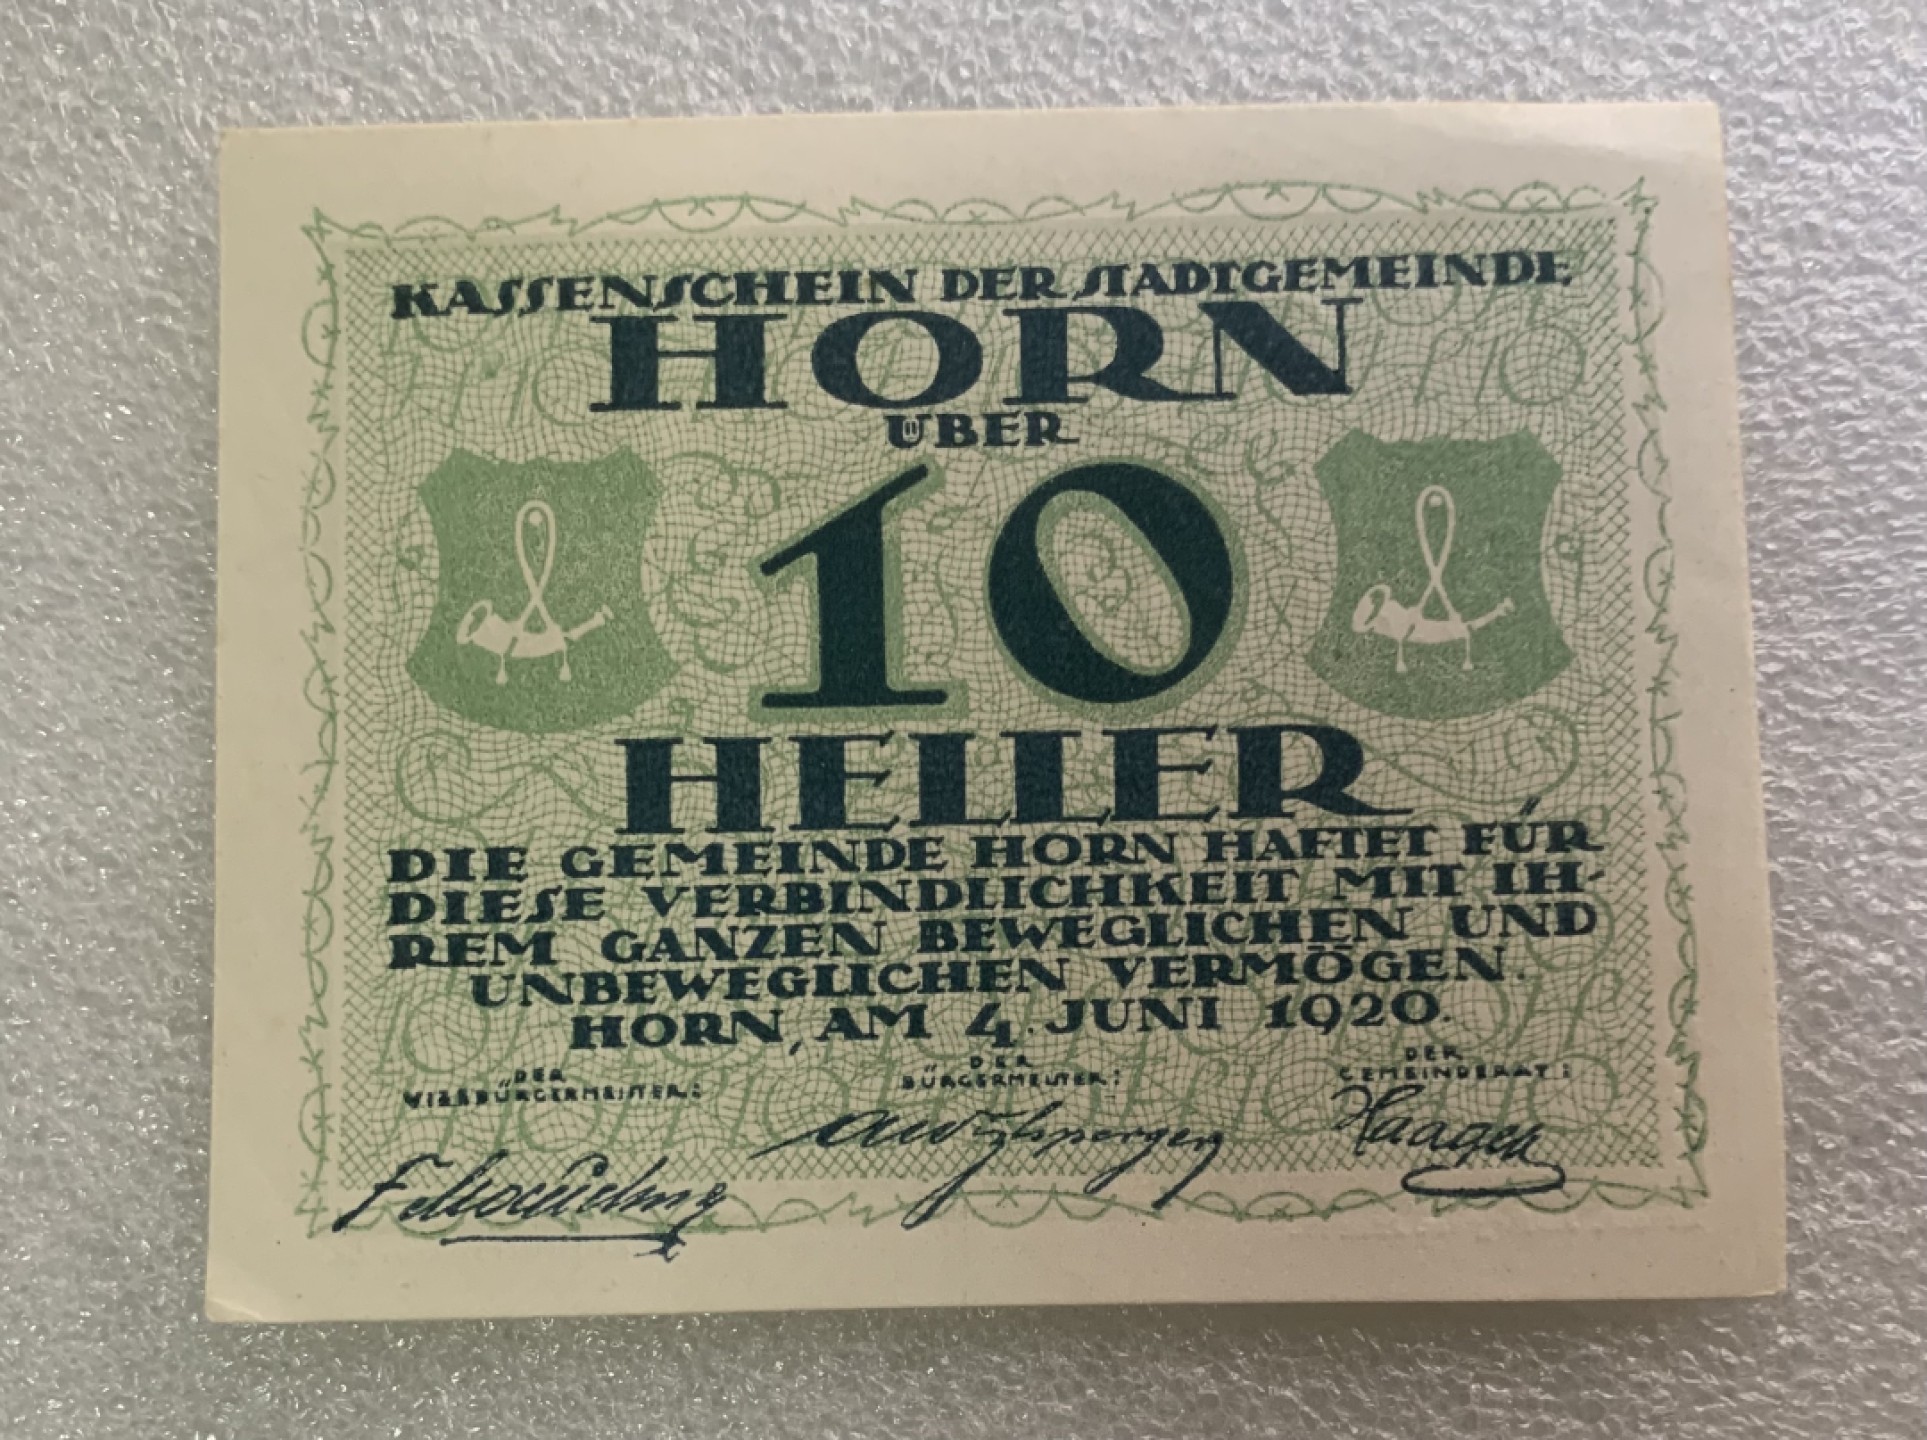 KASSENSCHEIN DER STADTGEMEINDE
HORN
ÜBER
10
HELLER
DIE GEMEINDE HORN HAFTET FÜR
DIESE VERBINDLICHKEIT MIT IH-
REM GANZEN BEWEGLICHEN UND
UNBEWEGLICHEN VERMÖGEN.
HORN, AM 4. JUNI 1920.
DER
VIZEBÜRGERMEISTER:
DER
BÜRGERMEISTER:
DER
GEMEINDERAT: